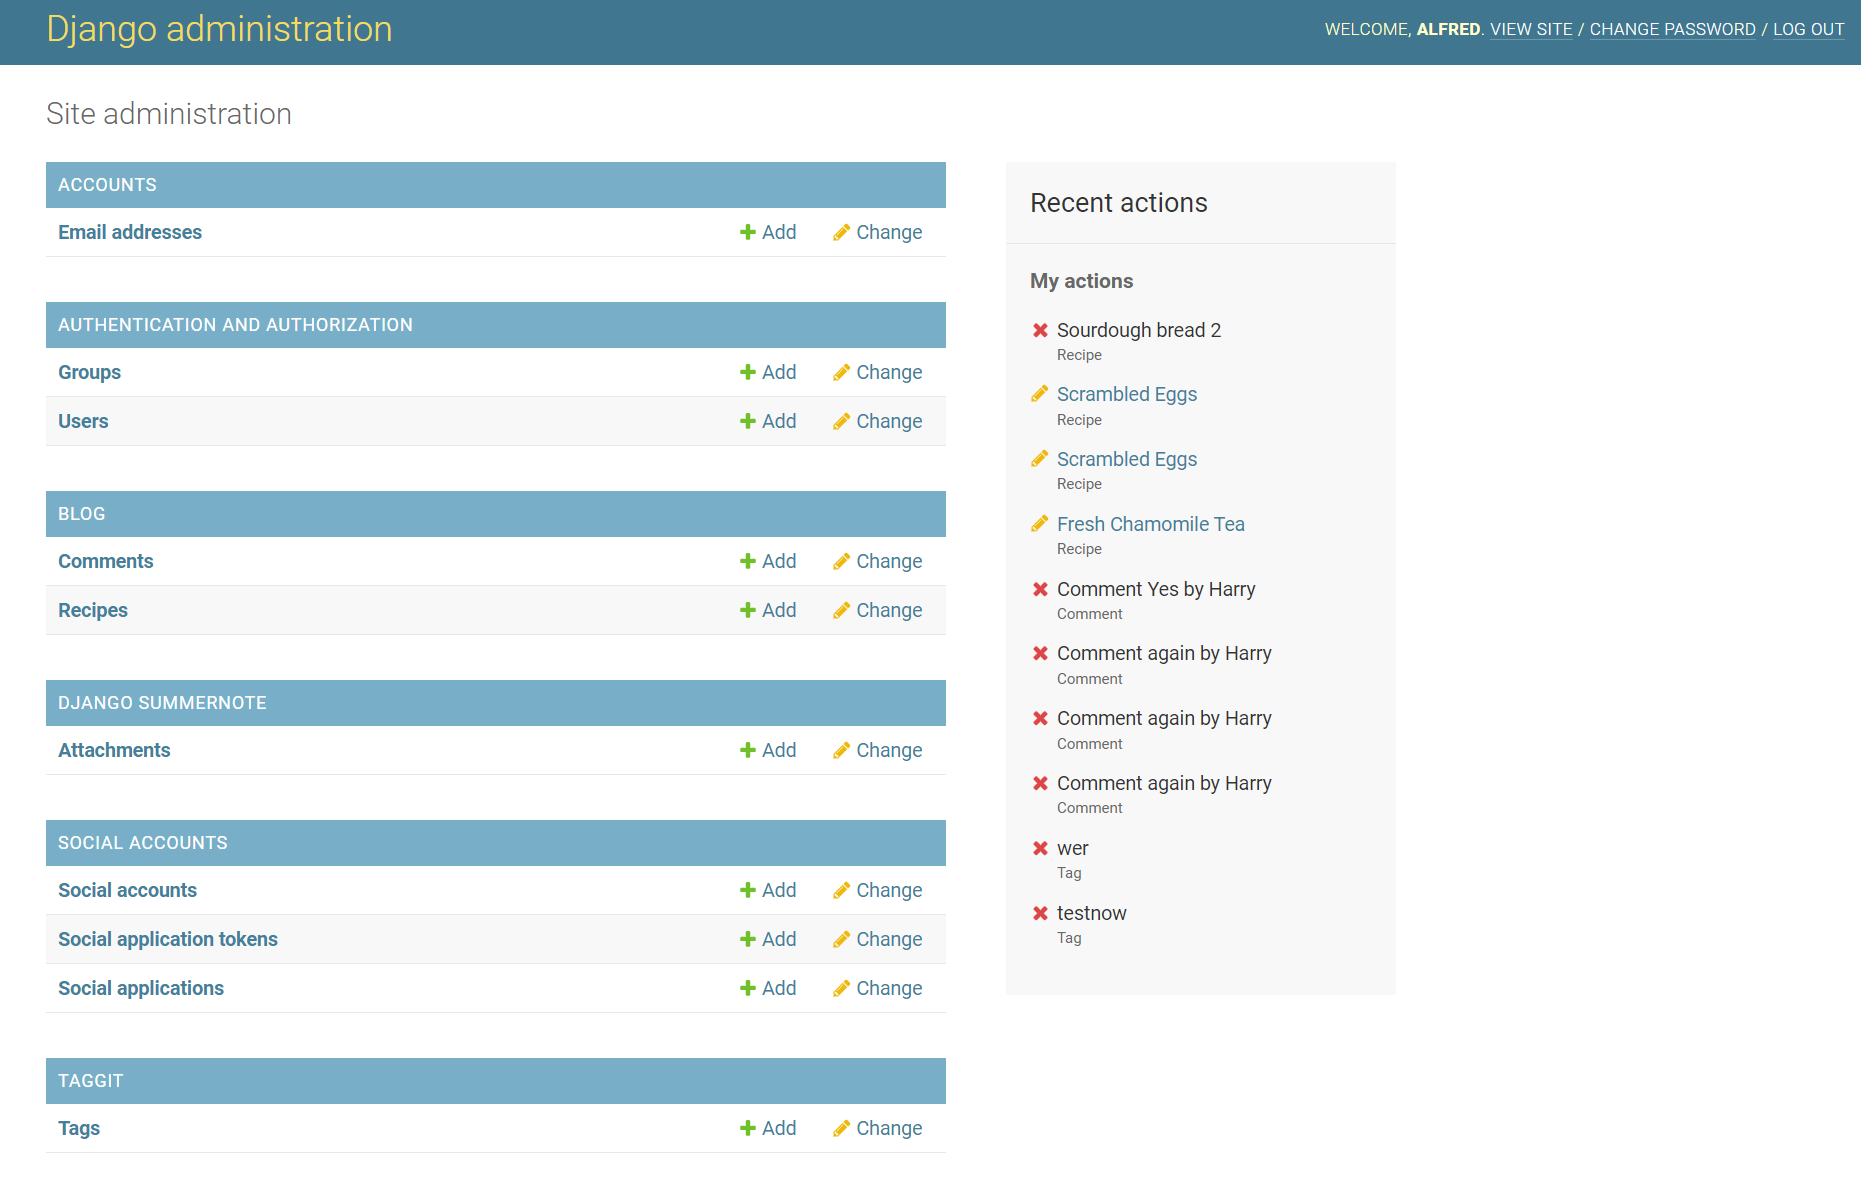 Django administration
WELCOME, ALFRED. VIEW SITE / CHANGE PASSWORD / LOG OUT
Site administration
ACCOUNTS
Email addresses Add Change
AUTHENTICATION AND AUTHORIZATION
Groups Add Change
Users Add Change
BLOG
Comments Add Change
Recipes Add Change
DJANGO SUMMERNOTE
Attachments Add Change
SOCIAL ACCOUNTS
Social accounts Add Change
Social application tokens Add Change
Social applications Add Change
TAGGIT
Tags Add Change
Recent actions
My actions
Sourdough bread 2
Recipe
Scrambled Eggs
Recipe
Scrambled Eggs
Recipe
Fresh Chamomile Tea
Recipe
Comment Yes by Harry
Comment
Comment again by Harry
Comment
Comment again by Harry
Comment
Comment again by Harry
Comment
wer
Tag
testnow
Tag